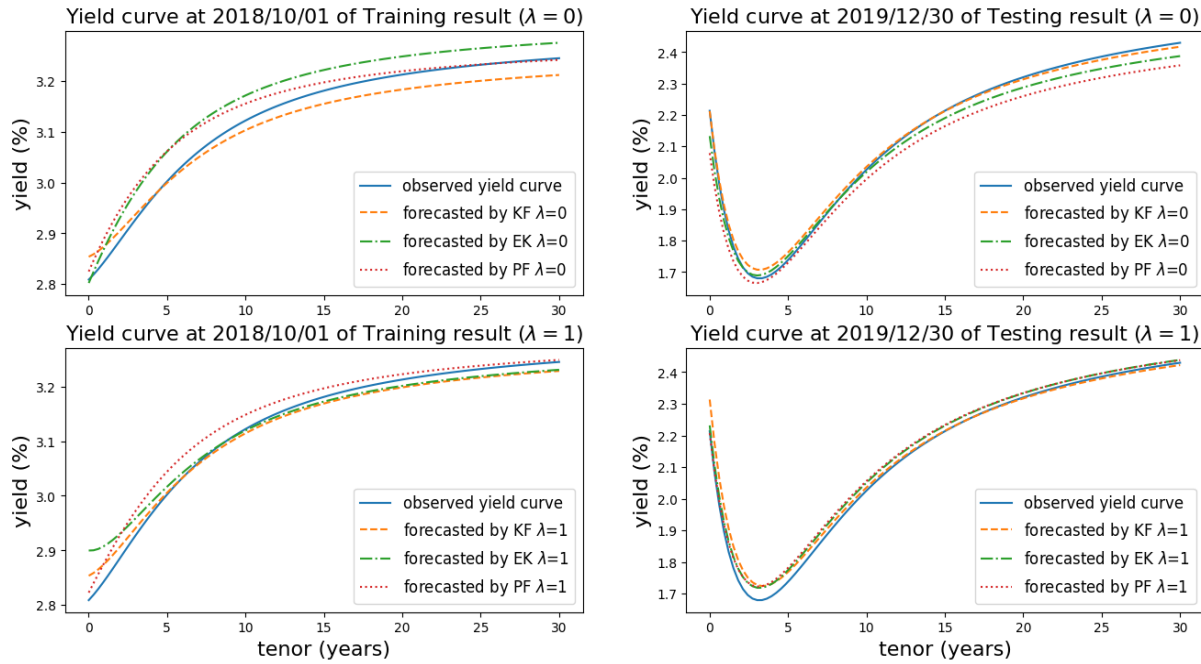 Yield curve at 2018/10/01 of Training result (λ = 0)
yield (%)
3.2
3.1
3.0
2.9
2.8
0 5 10 15 20 25 30
observed yield curve
forecasted by KF λ=0
forecasted by EK λ=0
forecasted by PF λ=0
Yield curve at 2019/12/30 of Testing result (λ = 0)
yield (%)
2.4
2.3
2.2
2.1
2.0
1.9
1.8
1.7
0 5 10 15 20 25 30
observed yield curve
forecasted by KF λ=0
forecasted by EK λ=0
forecasted by PF λ=0
Yield curve at 2018/10/01 of Training result (λ = 1)
yield (%)
3.2
3.1
3.0
2.9
2.8
0 5 10 15 20 25 30
tenor (years)
observed yield curve
forecasted by KF λ=1
forecasted by EK λ=1
forecasted by PF λ=1
Yield curve at 2019/12/30 of Testing result (λ = 1)
yield (%)
2.4
2.3
2.2
2.1
2.0
1.9
1.8
1.7
0 5 10 15 20 25 30
tenor (years)
observed yield curve
forecasted by KF λ=1
forecasted by EK λ=1
forecasted by PF λ=1